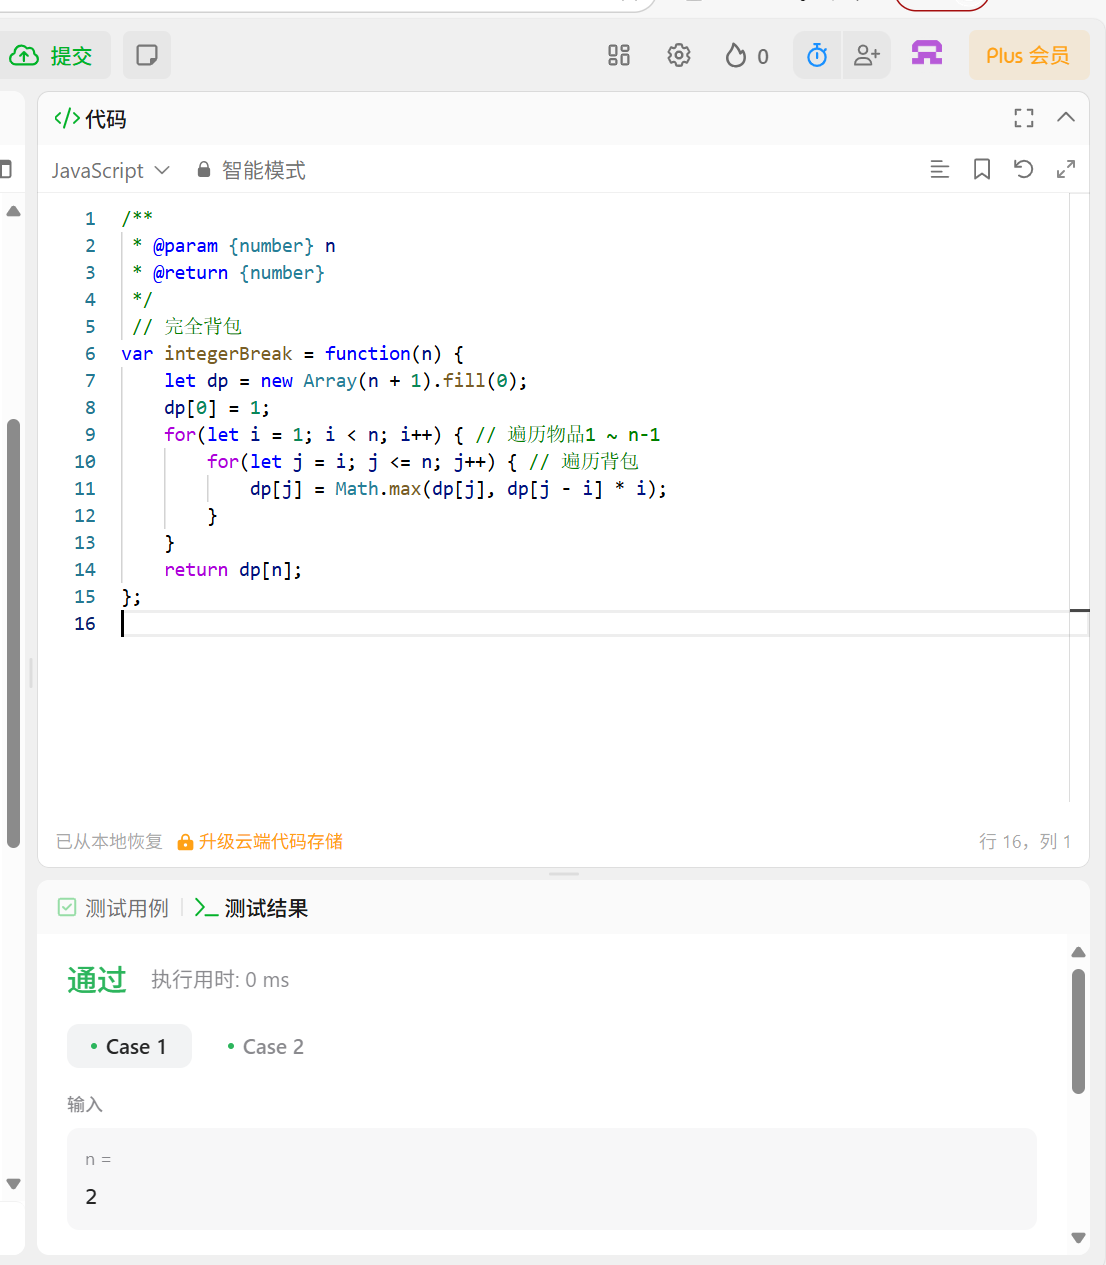 提交
0
Plus 会员
</> 代码
JavaScript 智能模式
1 /**
2 * @param {number} n
3 * @return {number}
4 */
5 // 完全背包
6 var integerBreak = function(n) {
7 let dp = new Array(n + 1).fill(0);
8 dp[0] = 1;
9 for(let i = 1; i < n; i++) { // 遍历物品1 ~ n-1
10 for(let j = i; j <= n; j++) { // 遍历背包
11 dp[j] = Math.max(dp[j], dp[j - i] * i);
12 }
13 }
14 return dp[n];
15 };
16
已从本地恢复 升级云端代码存储 行 16，列 1
测试用例 >_ 测试结果
通过 执行用时: 0 ms
Case 1 Case 2
输入
n =
2